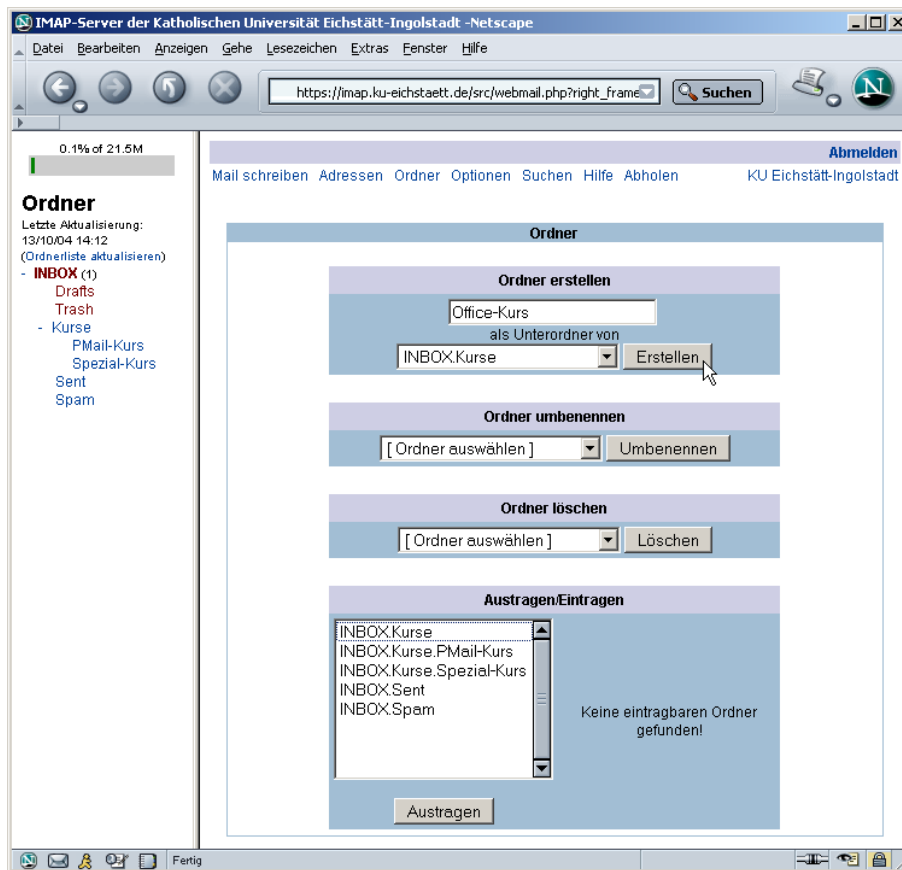 IMAP-Server der Katholischen Universität Eichstätt-Ingolstadt -Netscape
Datei Bearbeiten Anzeigen Gehe Lesezeichen Extras Fenster Hilfe
https://imap.ku-eichstaett.de/src/webmail.php?right_frame Suchen N
0.1% of 21.5M
Abmelden
Mail schreiben Adressen Ordner Optionen Suchen Hilfe Abholen KU Eichstätt-Ingolstadt
Ordner
Letzte Aktualisierung:
13/10/04 14:12
(Ordnerliste aktualisieren)
- INBOX (1)
Drafts
Trash
- Kurse
PMail-Kurs
Spezial-Kurs
Sent
Spam
Ordner
Ordner erstellen
Office-Kurs
als Unterordner von
INBOX.Kurse Erstellen
Ordner umbenennen
[ Ordner auswählen ] Umbenennen
Ordner löschen
[ Ordner auswählen ] Löschen
Austragen/Eintragen
INBOX.Kurse
INBOX.Kurse.PMail-Kurs
INBOX.Kurse.Spezial-Kurs
INBOX.Sent
INBOX.Spam
Keine eintragbaren Ordner
gefunden!
Austragen
Fertig